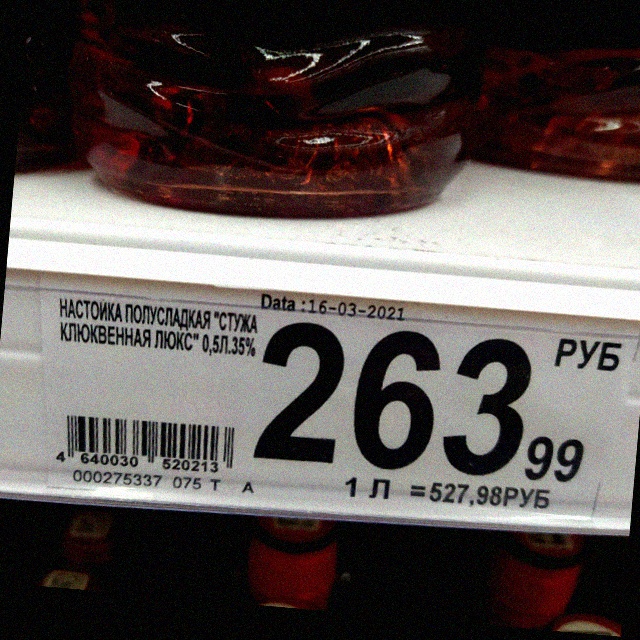 Data :16-03-2021
НАСТОЙКА ПОЛУСЛАДКАЯ "СТУЖА
КЛЮКВЕННАЯ ЛЮКС" 0,5Л.35%
263 99 РУБ
4 640030 520213
000275337 075 Т А
1 Л =527,98РУБ